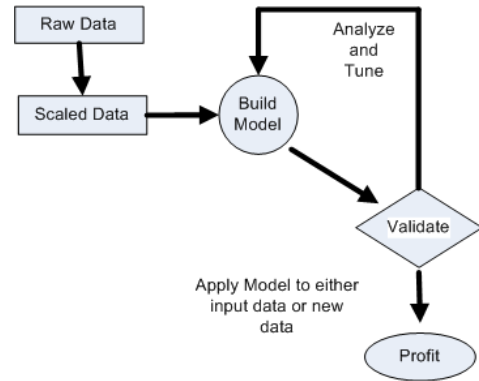 Raw Data
Scaled Data
Build
Model
Analyze
and
Tune
Validate
Apply Model to either
input data or new
data
Profit